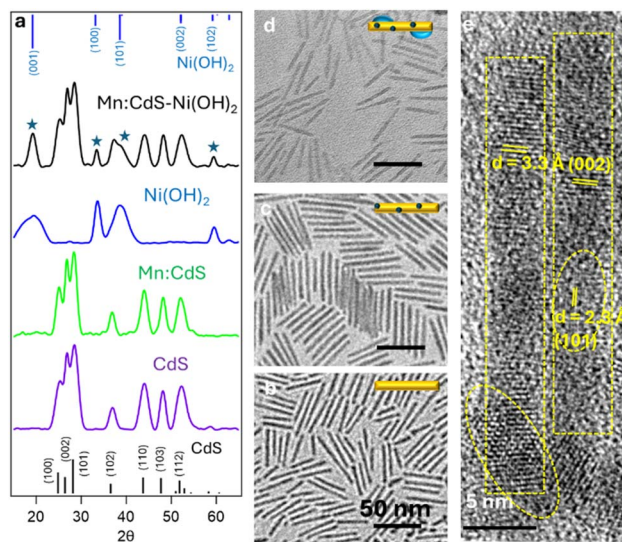 a
(001)
(100)
(101)
(002)
(102)
Ni(OH)2
Mn:CdS-Ni(OH)2
★
★
★
★
Ni(OH)2
Mn:CdS
CdS
CdS
(100)
(002)
(101)
(102)
(110)
(103)
(112)
20 30 40 50 60
2θ
d
c
b
50 nm
e
d = 3.3 Å (002)
d = 2.3 Å
(101)
5 nm